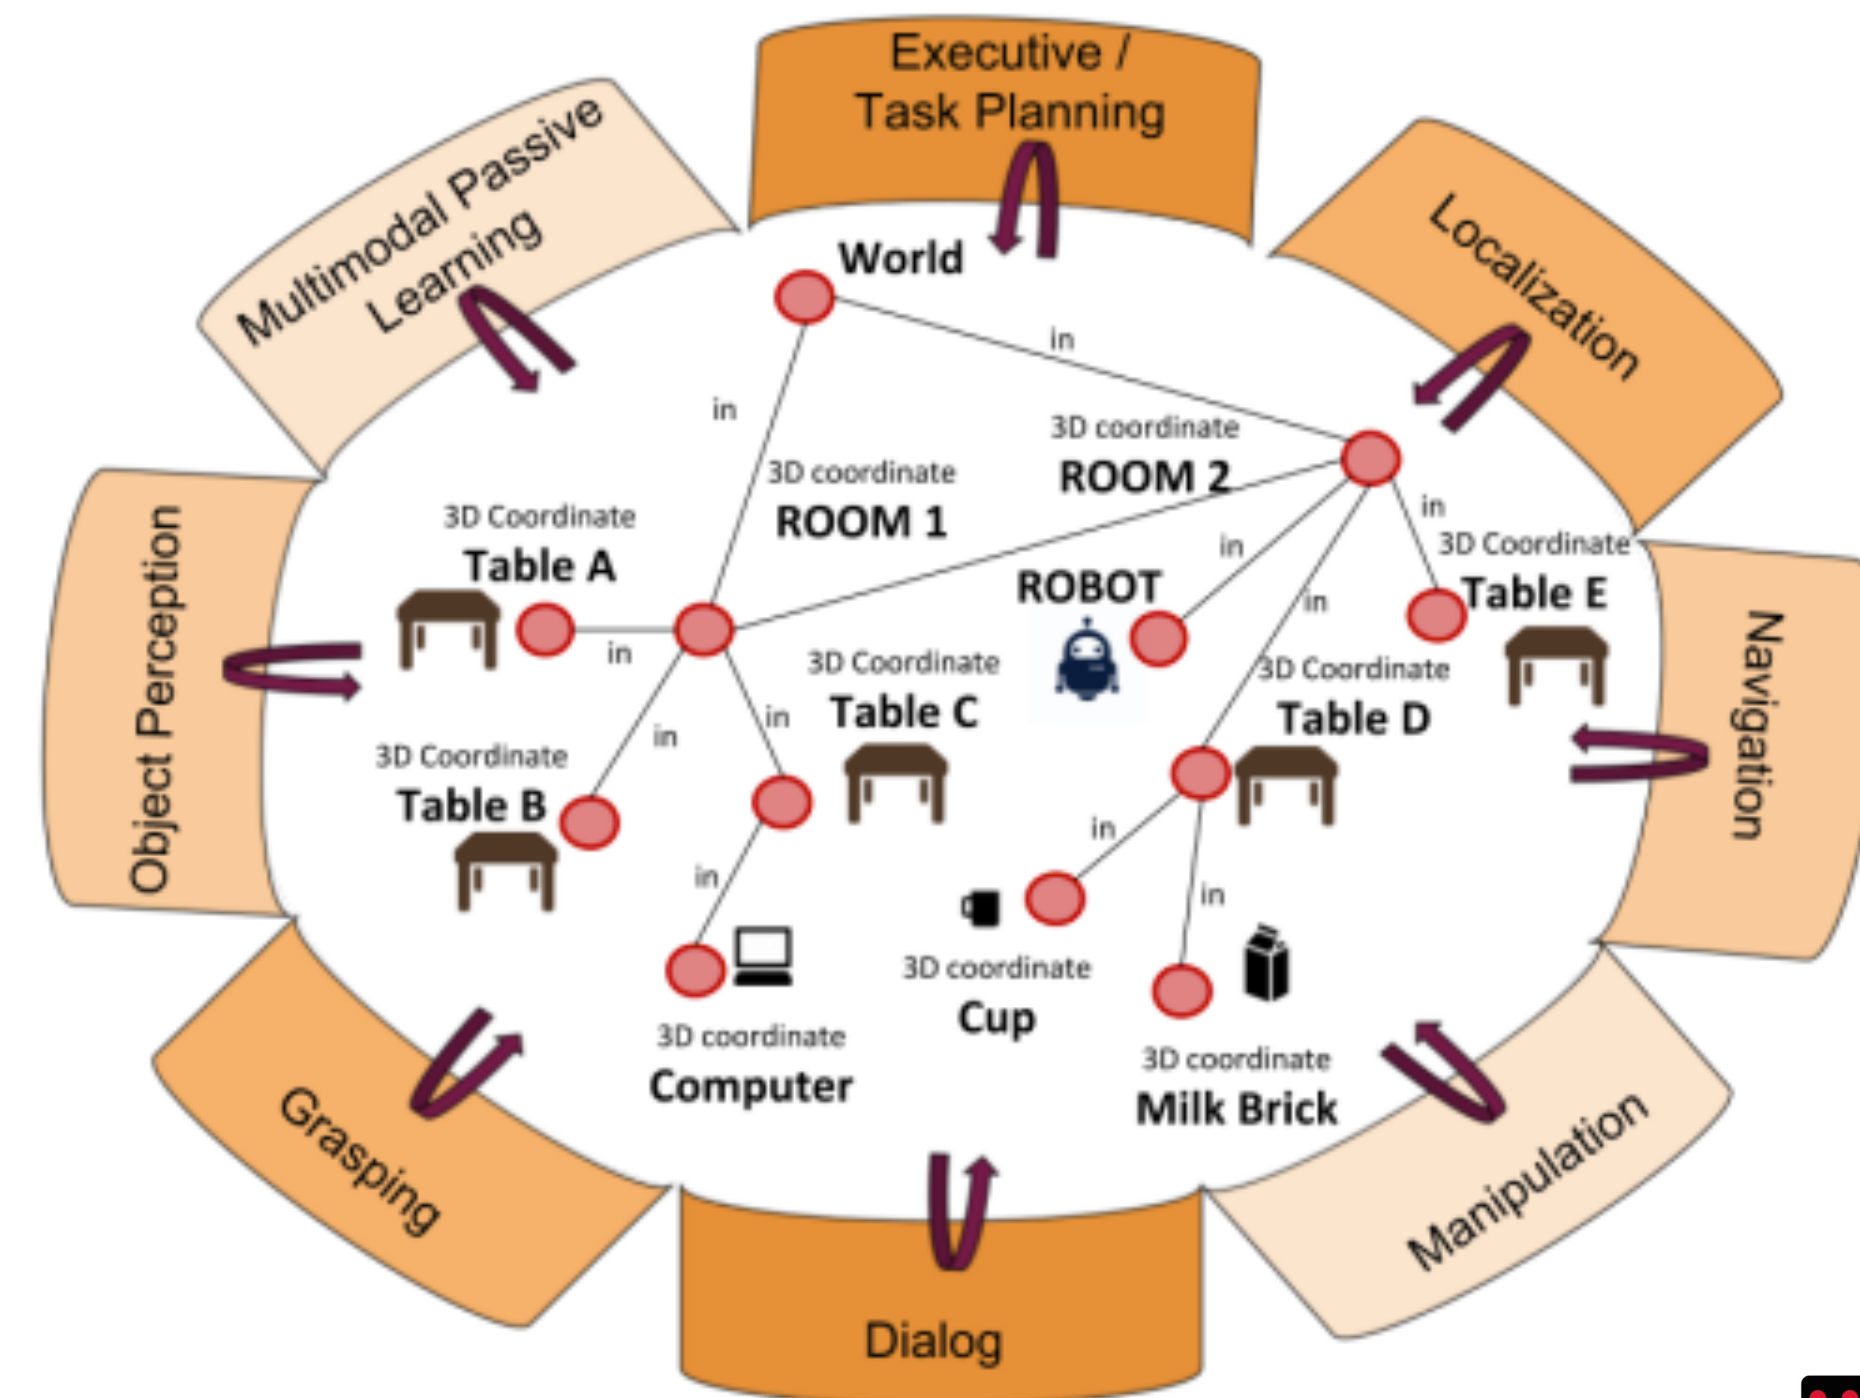 Executive /
Task Planning
Multimodal Passive
Learning
Localization
World
in
in
3D coordinate
ROOM 2
3D coordinate
ROOM 1
in
3D Coordinate
Table A
in
3D Coordinate
Table E
ROBOT
in
in
in
3D Coordinate
Table C
3D Coordinate
Table D
Object Perception
Navigation
in
in
3D Coordinate
Table B
in
in
in
3D coordinate
Cup
3D coordinate
Computer
3D coordinate
Milk Brick
Grasping
Manipulation
Dialog